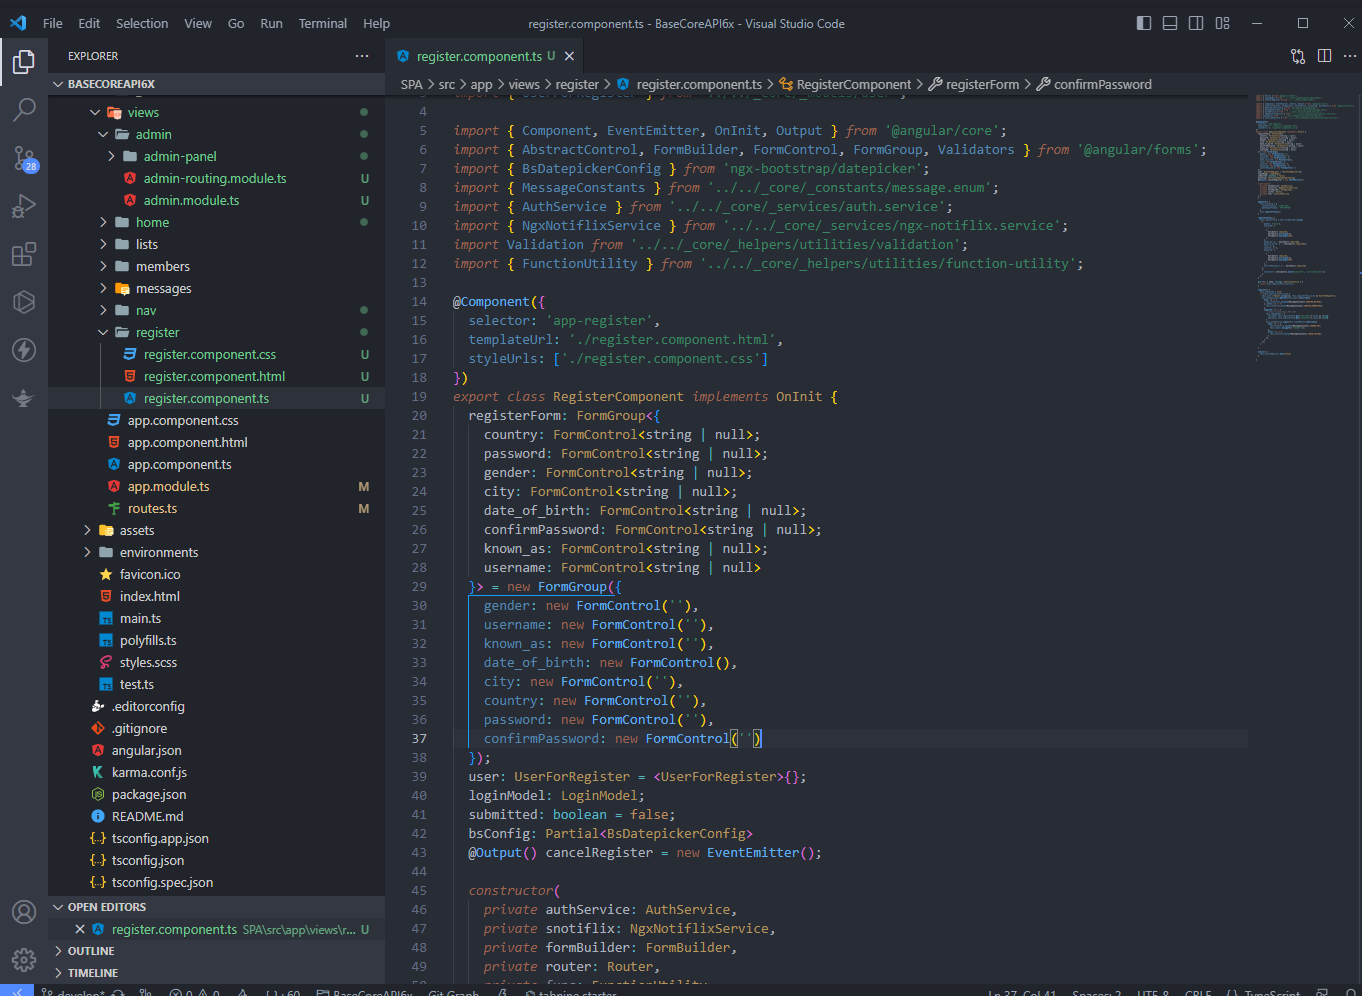 File Edit Selection View Go Run Terminal Help
register.component.ts - BaseCoreAPI6x - Visual Studio Code
EXPLORER
BASECOREAPI6X
views
admin
admin-panel
admin-routing.module.ts U
admin.module.ts U
home
lists
members
messages
nav
register
register.component.css U
register.component.html U
register.component.ts U
app.component.css
app.component.html
app.component.ts
app.module.ts M
routes.ts M
assets
environments
favicon.ico
index.html
main.ts
polyfills.ts
styles.scss
test.ts
.editorconfig
.gitignore
angular.json
karma.conf.js
package.json
README.md
tsconfig.app.json
tsconfig.json
tsconfig.spec.json
OPEN EDITORS
register.component.ts SPA\src\app\views\r... U
OUTLINE
TIMELINE
28
register.component.ts U
SPA > src > app > views > register > register.component.ts > RegisterComponent > registerForm > confirmPassword
3 import { UserForRegister } from '../../_core/_models/user';
4
5 import { Component, EventEmitter, OnInit, Output } from '@angular/core';
6 import { AbstractControl, FormBuilder, FormControl, FormGroup, Validators } from '@angular/forms';
7 import { BsDatepickerConfig } from 'ngx-bootstrap/datepicker';
8 import { MessageConstants } from '../../_core/_constants/message.enum';
9 import { AuthService } from '../../_core/_services/auth.service';
10 import { NgxNotiflixService } from '../../_core/_services/ngx-notiflix.service';
11 import Validation from '../../_core/_helpers/utilities/validation';
12 import { FunctionUtility } from '../../_core/_helpers/utilities/function-utility';
13
14 @Component({
15 selector: 'app-register',
16 templateUrl: './register.component.html',
17 styleUrls: ['./register.component.css']
18 })
19 export class RegisterComponent implements OnInit {
20 registerForm: FormGroup<{
21 country: FormControl<string | null>;
22 password: FormControl<string | null>;
23 gender: FormControl<string | null>;
24 city: FormControl<string | null>;
25 date_of_birth: FormControl<string | null>;
26 confirmPassword: FormControl<string | null>;
27 known_as: FormControl<string | null>;
28 username: FormControl<string | null>
29 }> = new FormGroup({
30 gender: new FormControl(''),
31 username: new FormControl(''),
32 known_as: new FormControl(''),
33 date_of_birth: new FormControl(),
34 city: new FormControl(''),
35 country: new FormControl(''),
36 password: new FormControl(''),
37 confirmPassword: new FormControl('')
38 });
39 user: UserForRegister = <UserForRegister>{};
40 loginModel: LoginModel;
41 submitted: boolean = false;
42 bsConfig: Partial<BsDatepickerConfig>
43 @Output() cancelRegister = new EventEmitter();
44
45 constructor(
46 private authService: AuthService,
47 private snotiflix: NgxNotiflixService,
48 private formBuilder: FormBuilder,
49 private router: Router,
50 private func: FunctionUtility
develop* 0 0 60 BaseCoreAPI6x Git Graph tabnine starter Ln 37, Col 41 Spaces: 2 UTF-8 CRLF TypeScript